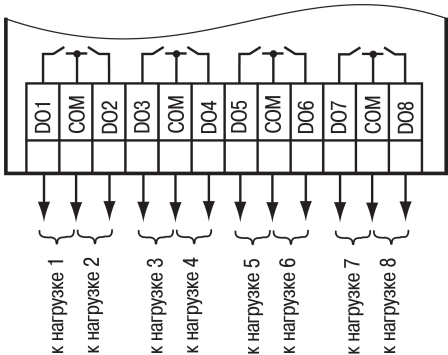 DO1
COM
DO2
DO3
COM
DO4
DO5
COM
DO6
DO7
COM
DO8
к нагрузке 1
к нагрузке 2
к нагрузке 3
к нагрузке 4
к нагрузке 5
к нагрузке 6
к нагрузке 7
к нагрузке 8